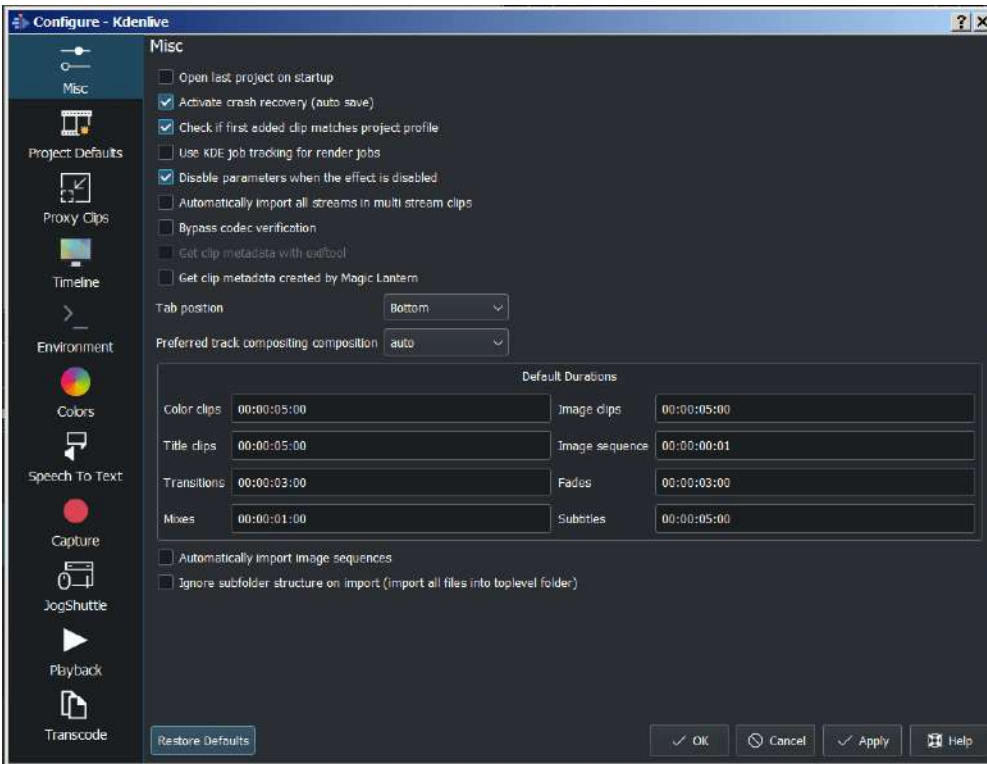 Configure - Kdenlive
Misc
Project Defaults
Proxy Clips
Timeline
Environment
Colors
Speech To Text
Capture
JogShuttle
Playback
Transcode
Misc
Open last project on startup
Activate crash recovery (auto save)
Check if first added clip matches project profile
Use KDE job tracking for render jobs
Disable parameters when the effect is disabled
Automatically import all streams in multi stream clips
Bypass codec verification
Get clip metadata with exiftool
Get clip metadata created by Magic Lantern
Tab position Bottom
Preferred track compositing composition auto
Default Durations
Color clips 00:00:05:00 Image clips 00:00:05:00
Title clips 00:00:05:00 Image sequence 00:00:00:01
Transitions 00:00:03:00 Fades 00:00:03:00
Mixes 00:00:01:00 Subtitles 00:00:05:00
Automatically import image sequences
Ignore subfolder structure on import (import all files into toplevel folder)
Restore Defaults OK Cancel Apply Help